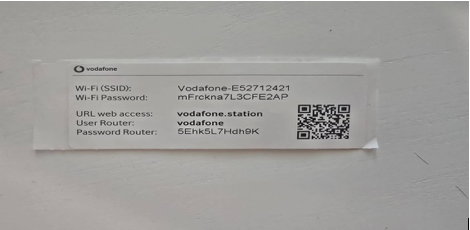 vodafone
Wi-Fi (SSID): Vodafone-E52712421
Wi-Fi Password: mFrckna7L3CFE2AP
URL web access: vodafone.station
User Router: vodafone
Password Router: 5Ehk5L7Hdh9K